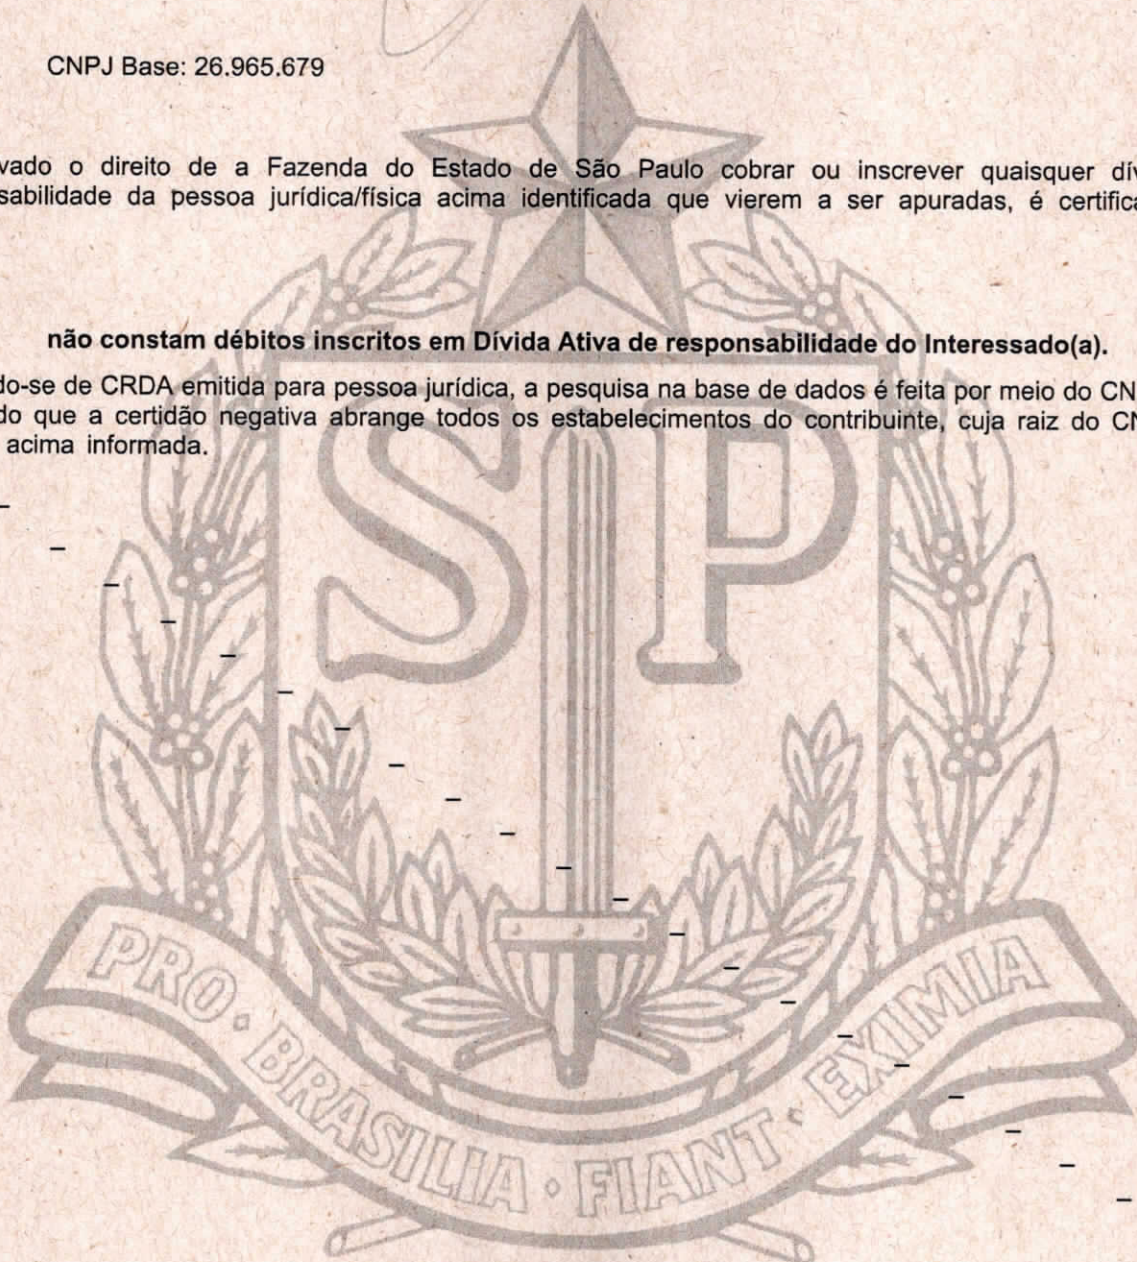 CNPJ Base: 26.965.679
vado o direito de a Fazenda do Estado de São Paulo cobrar ou inscrever quaisquer dív
sabilidade da pessoa jurídica/física acima identificada que vierem a ser apuradas, é certifica
não constam débitos inscritos em Dívida Ativa de responsabilidade do Interessado(a).
do-se de CRDA emitida para pessoa jurídica, a pesquisa na base de dados é feita por meio do CN
do que a certidão negativa abrange todos os estabelecimentos do contribuinte, cuja raiz do CN
acima informada.
SP
PRO · BRASILIA · FIANT · EXIMIA